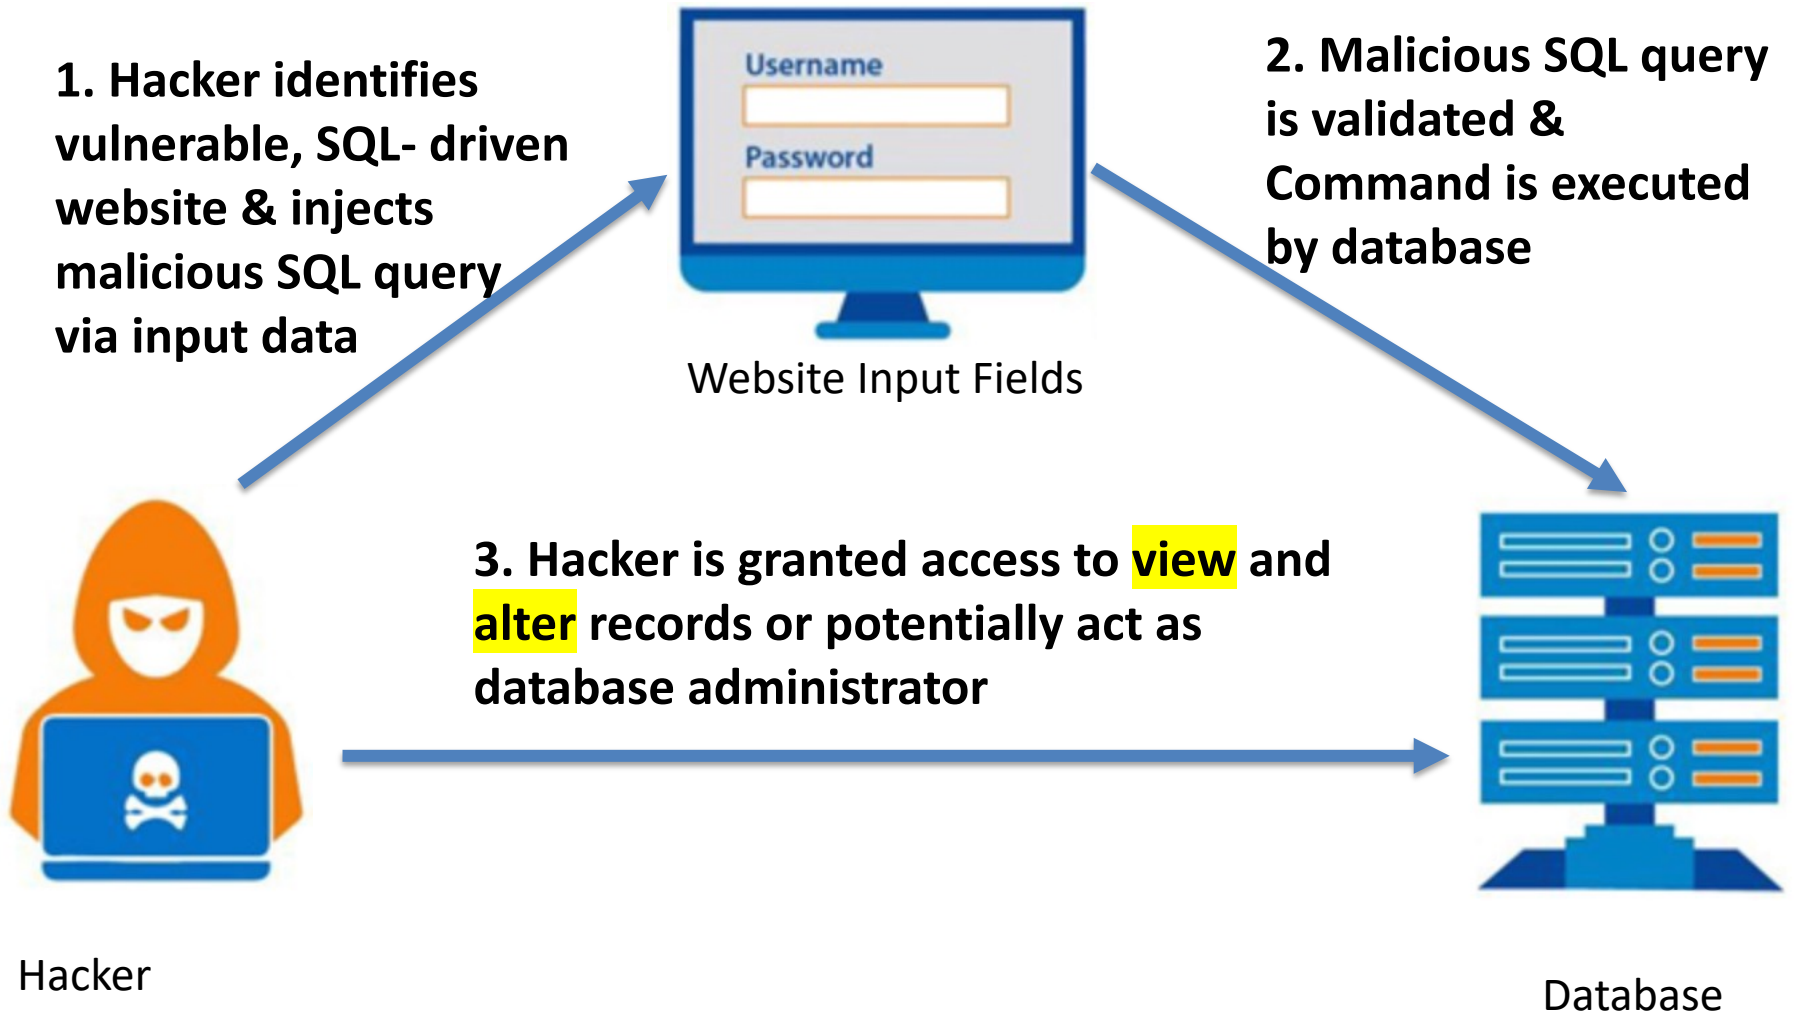 1. Hacker identifies
vulnerable, SQL- driven
website & injects
malicious SQL query
via input data
Username
Password
Website Input Fields
2. Malicious SQL query
is validated &
Command is executed
by database
3. Hacker is granted access to view and
alter records or potentially act as
database administrator
Hacker
Database